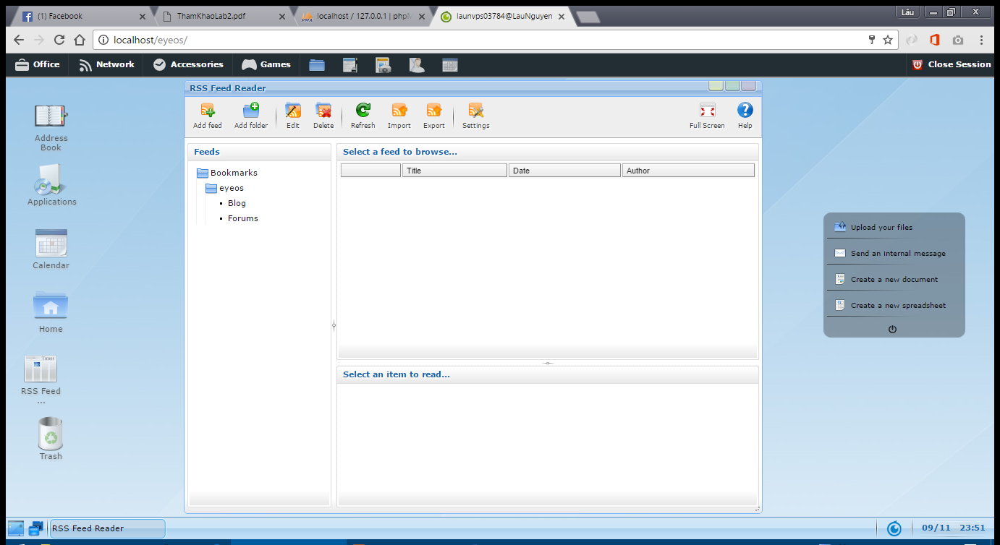 (1) Facebook
ThamKhaoLab2.pdf
localhost / 127.0.0.1 | phpM
launvps03784@LauNguyen
Lâu
localhost/eyeos/
Office
Network
Accessories
Games
Close Session
RSS Feed Reader
Add feed
Add folder
Edit
Delete
Refresh
Import
Export
Settings
Full Screen
Help
Feeds
Bookmarks
eyeos
Blog
Forums
Select a feed to browse...
Title
Date
Author
Select an item to read...
Address
Book
Applications
Calendar
Home
Times
RSS Feed
...
Trash
Upload your files
Send an internal message
Create a new document
Create a new spreadsheet
RSS Feed Reader
09/11
23:51